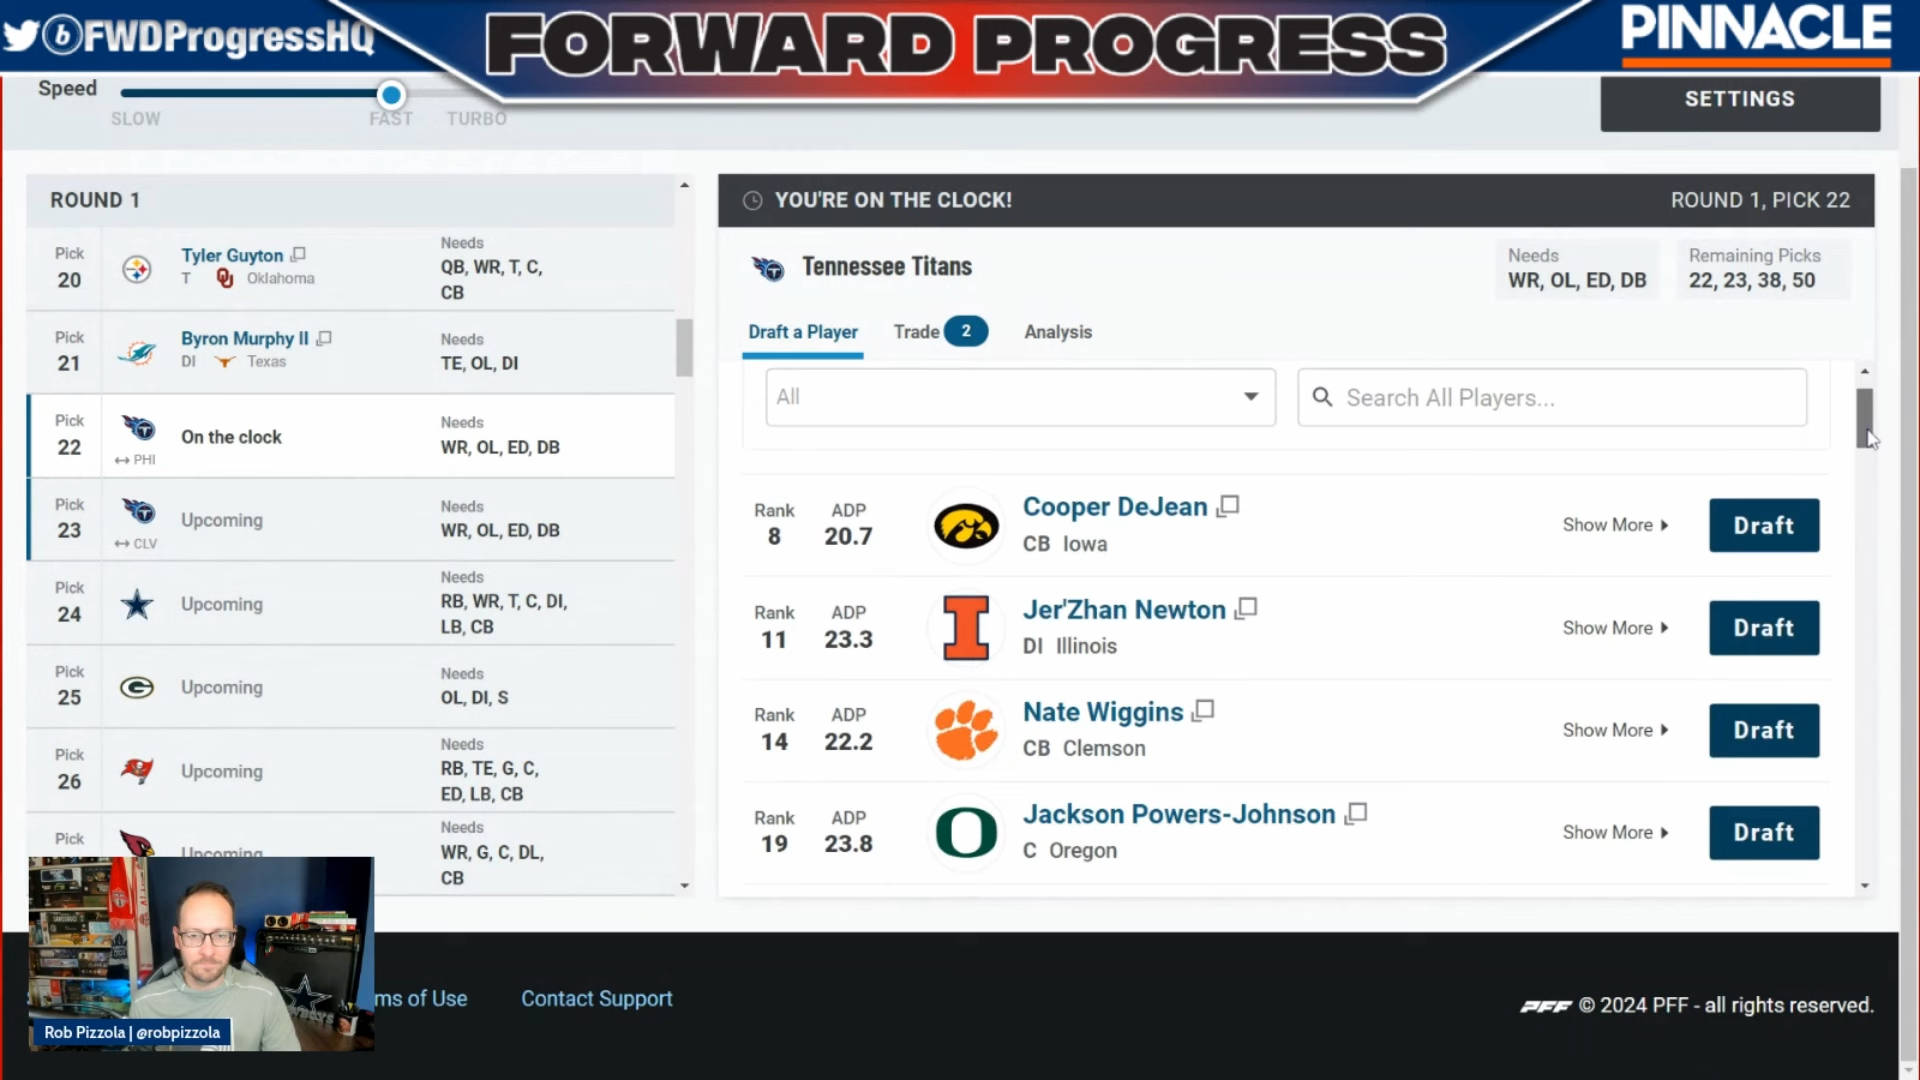 FWDProgressHQ
FORWARD PROGRESS
PINNACLE
Speed
SLOW
FAST
TURBO
SETTINGS
ROUND 1
Pick
20
Tyler Guyton
T Oklahoma
Needs
QB, WR, T, C,
CB
Pick
21
Byron Murphy II
DI Texas
Needs
TE, OL, DI
Pick
22
↔ PHI
On the clock
Needs
WR, OL, ED, DB
Pick
23
↔ CLV
Upcoming
Needs
WR, OL, ED, DB
Pick
24
Upcoming
Needs
RB, WR, T, C, DI,
LB, CB
Pick
25
Upcoming
Needs
OL, DI, S
Pick
26
Upcoming
Needs
RB, TE, G, C,
ED, LB, CB
Pick
Upcoming
Needs
WR, G, C, DL,
CB
YOU'RE ON THE CLOCK!
ROUND 1, PICK 22
Tennessee Titans
Needs
WR, OL, ED, DB
Remaining Picks
22, 23, 38, 50
Draft a Player
Trade 2
Analysis
All
Search All Players...
Rank
8
ADP
20.7
Cooper DeJean
CB Iowa
Show More
Draft
Rank
11
ADP
23.3
Jer'Zhan Newton
DI Illinois
Show More
Draft
Rank
14
ADP
22.2
Nate Wiggins
CB Clemson
Show More
Draft
Rank
19
ADP
23.8
Jackson Powers-Johnson
C Oregon
Show More
Draft
Rob Pizzola | @robpizzola
ms of Use
Contact Support
PFF © 2024 PFF - all rights reserved.